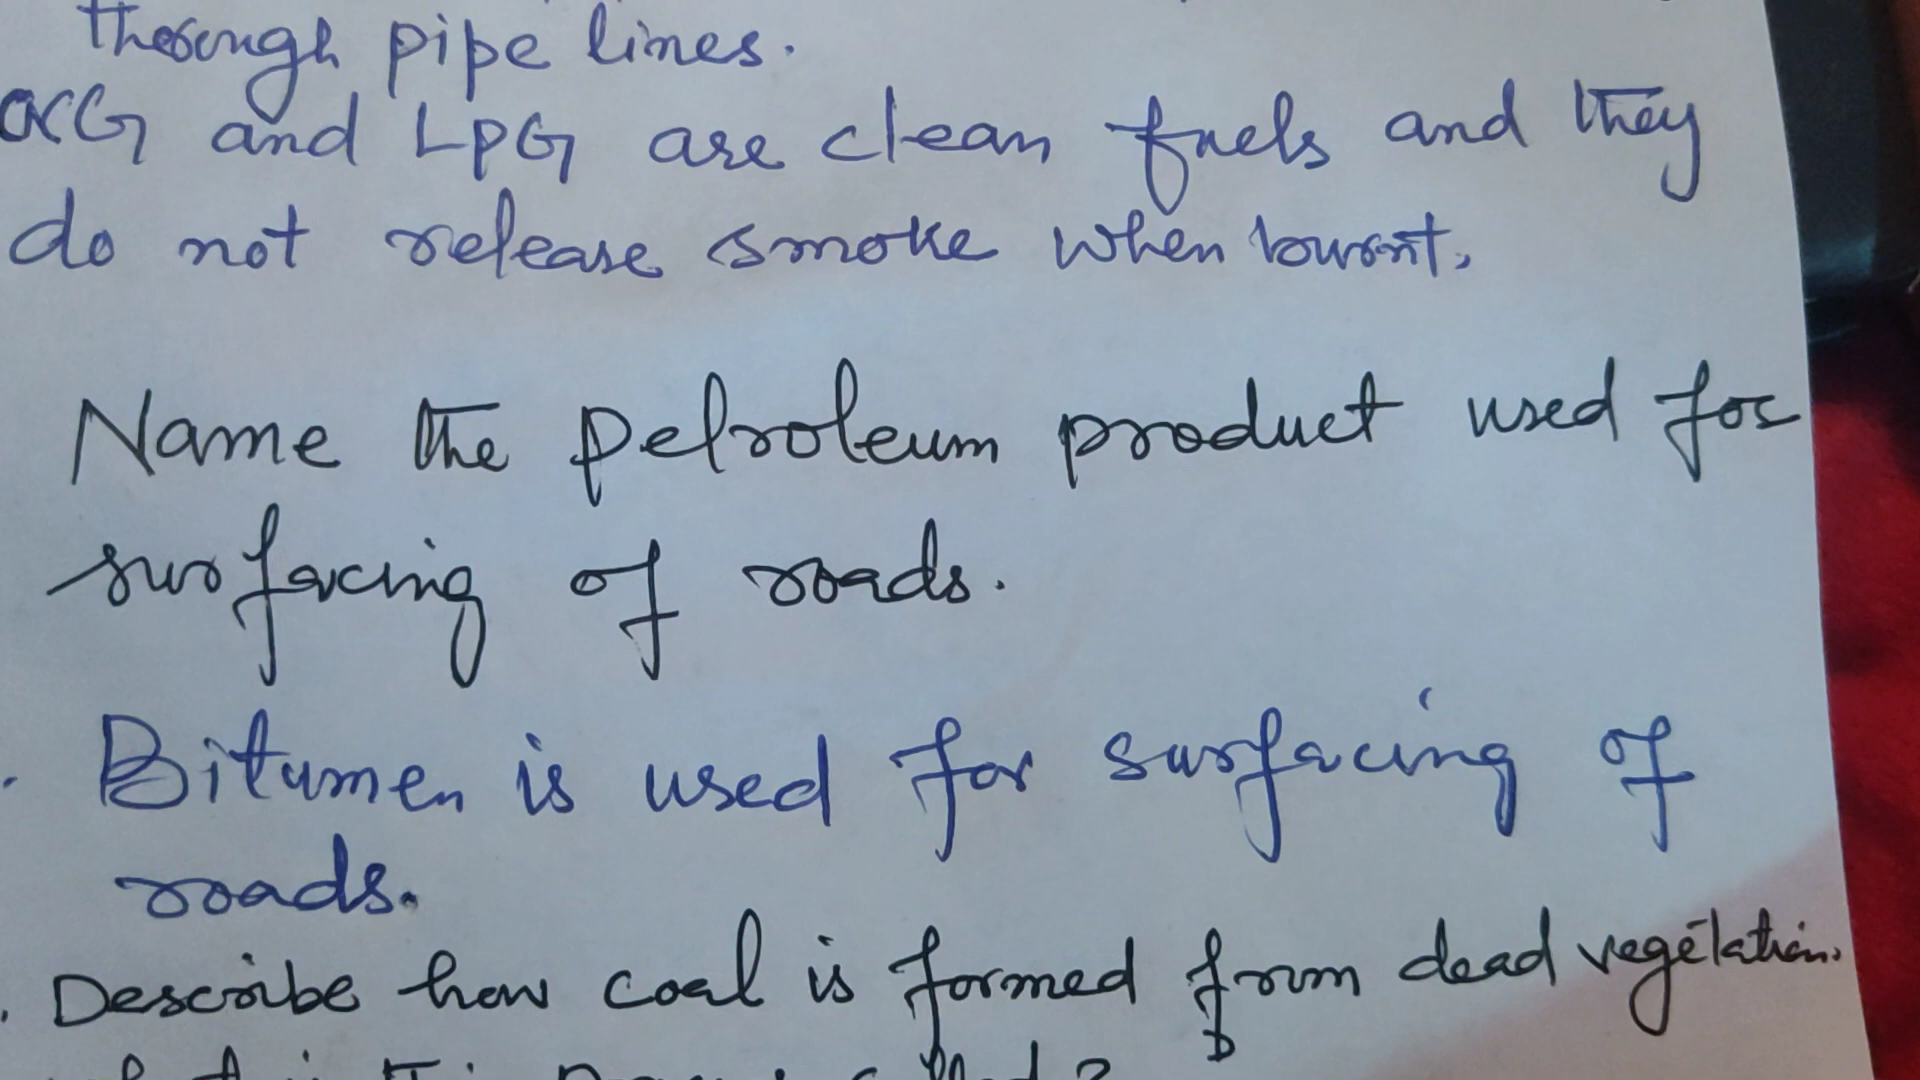 through pipe lines.
and LPG are clean fuels and they
do not release smoke when burnt.
Name the petroleum product used for
surfacing of roads.
Bitumen is used for surfacing of
roads.
Describe how coal is formed from dead vegetation.